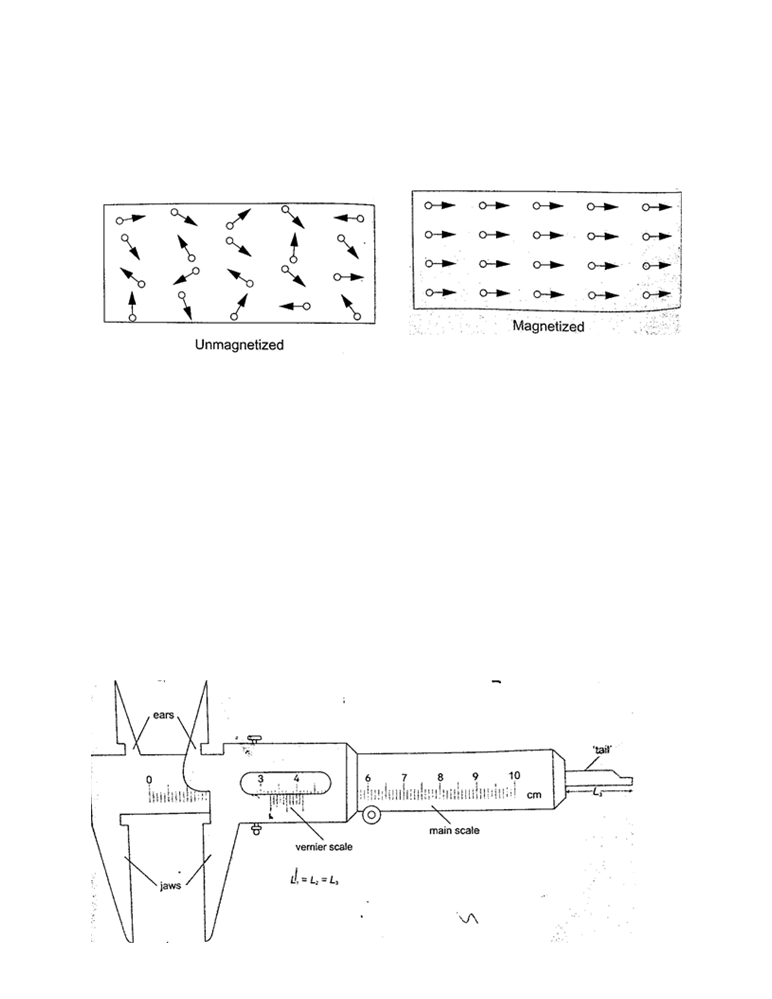 Unmagnetized
Magnetized
ears
'tail'
0
3 4
6 7 8 9 10
cm
L₃
main scale
vernier scale
jaws
L₁ = L₂ = L₃